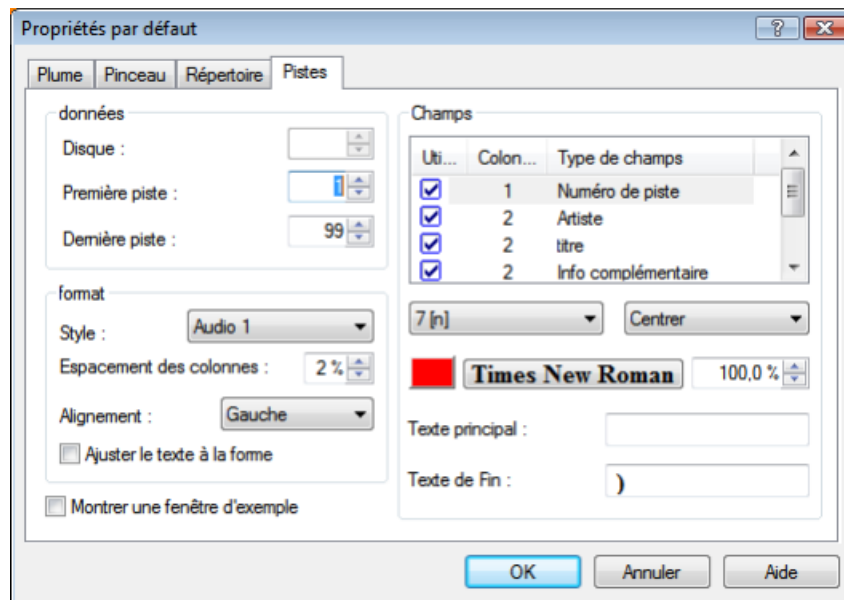 Propriétés par défaut
Plume Pinceau Répertoire Pistes
données
Disque :
Première piste : 1
Dernière piste : 99
format
Style : Audio 1
Espacement des colonnes : 2 %
Alignement : Gauche
Ajuster le texte à la forme
Montrer une fenêtre d'exemple
Champs
Uti... Colon... Type de champs
1 Numéro de piste
2 Artiste
2 titre
2 Info complémentaire
7 [n] Centrer
Times New Roman 100,0 %
Texte principal :
Texte de Fin : )
OK Annuler Aide